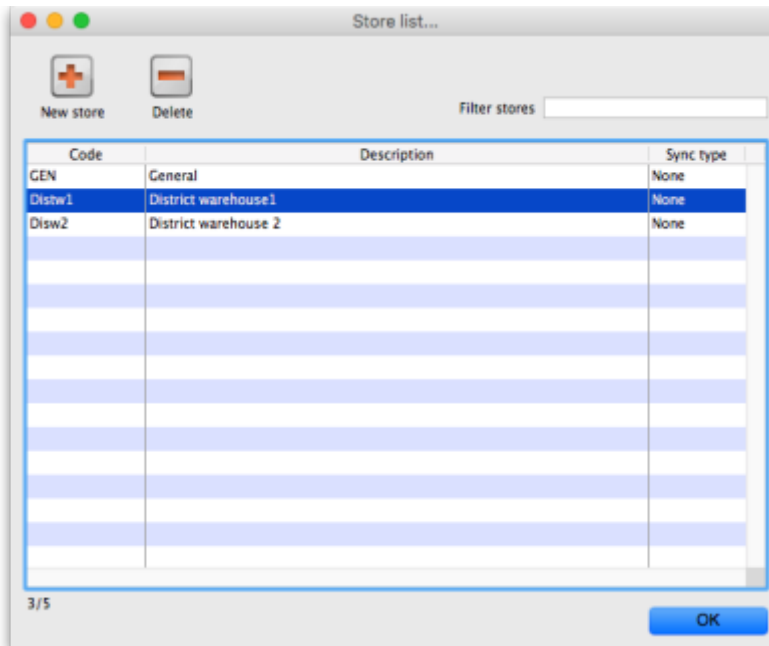 Store list...
New store Delete Filter stores
Code Description Sync type
GEN General None
Distw1 District warehouse1 None
Disw2 District warehouse 2 None
3/5
OK